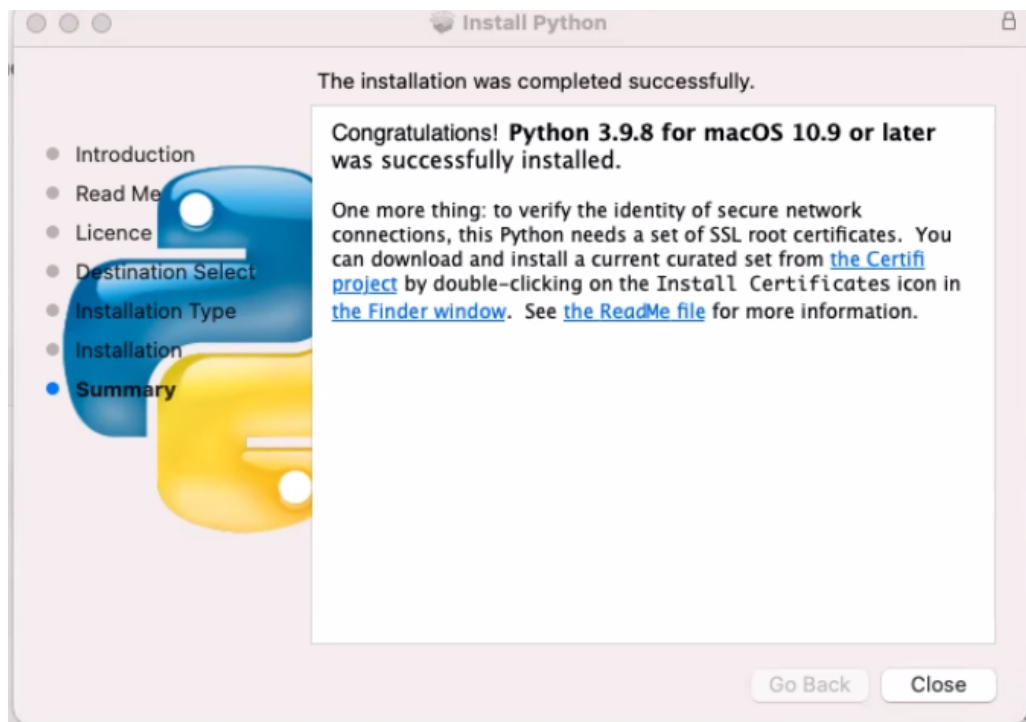 Install Python
The installation was completed successfully.
Introduction
Read Me
Licence
Destination Select
Installation Type
Installation
Summary
Congratulations! Python 3.9.8 for macOS 10.9 or later
was successfully installed.
One more thing: to verify the identity of secure network
connections, this Python needs a set of SSL root certificates. You
can download and install a current curated set from the Certifi
project by double-clicking on the Install Certificates icon in
the Finder window. See the ReadMe file for more information.
Go Back
Close